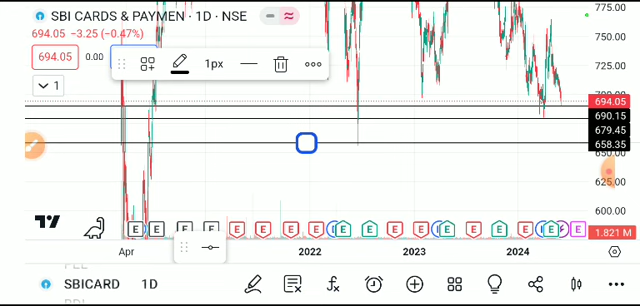 SBI CARDS & PAYMEN · 1D · NSE
694.05 −3.25 (−0.47%)
694.05 0.00
1px
1
775.00
750.00
725.00
700.00
694.05
690.15
679.45
658.35
650.00
625.00
600.00
1.821 M
E E E E E E E E E E E E E E E E E
Apr 2022 2023 2024
SBICARD 1D